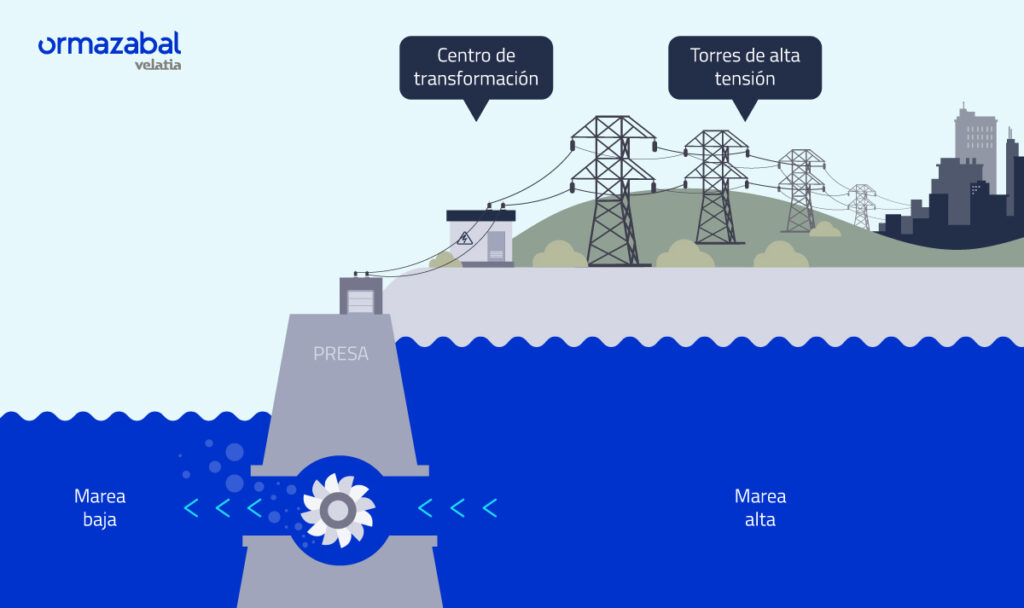 ormazabal
velatia
Centro de
transformación
Torres de alta
tensión
PRESA
Marea
baja
Marea
alta